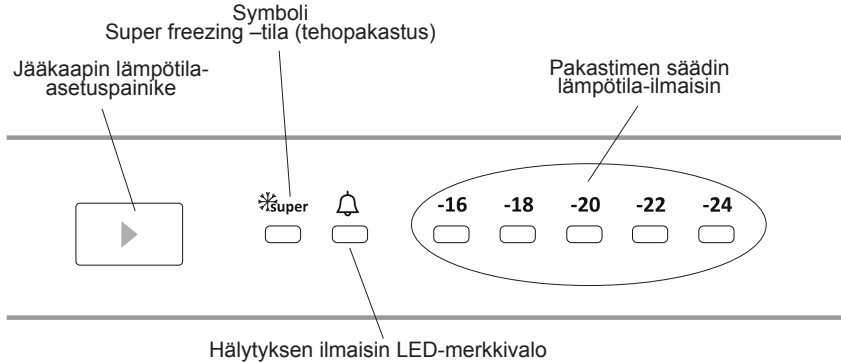 Symboli
Super freezing –tila (tehopakastus)
Jääkaapin lämpötila-
asetuspainike
Pakastimen säädin
lämpötila-ilmaisin
super
-16 -18 -20 -22 -24
Hälytyksen ilmaisin LED-merkkivalo